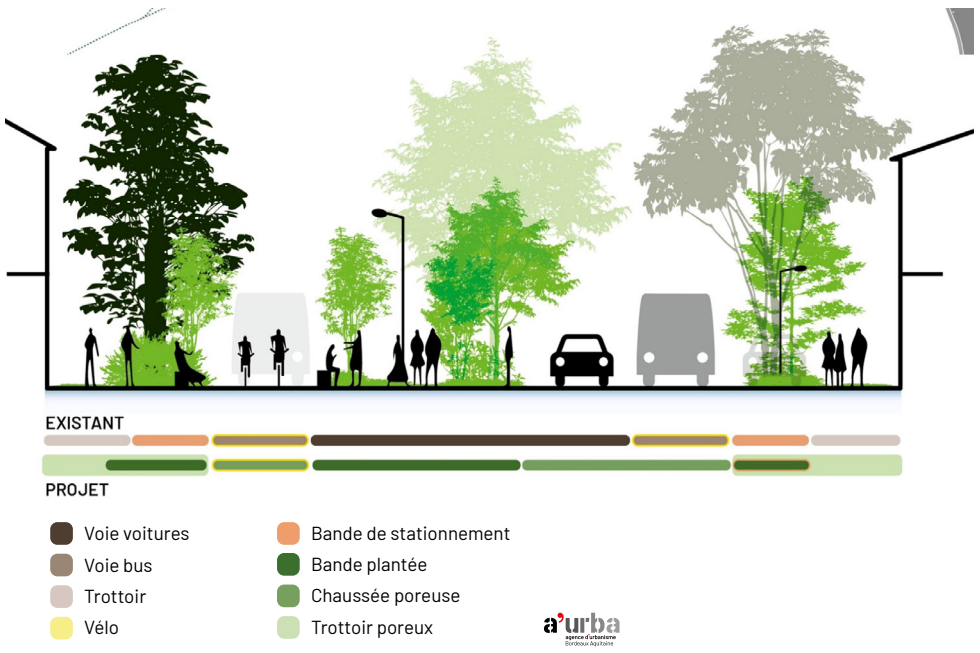 EXISTANT
PROJET
Voie voitures
Voie bus
Trottoir
Vélo
Bande de stationnement
Bande plantée
Chaussée poreuse
Trottoir poreux
a'urba
agence d'urbanisme
Bordeaux Aquitaine